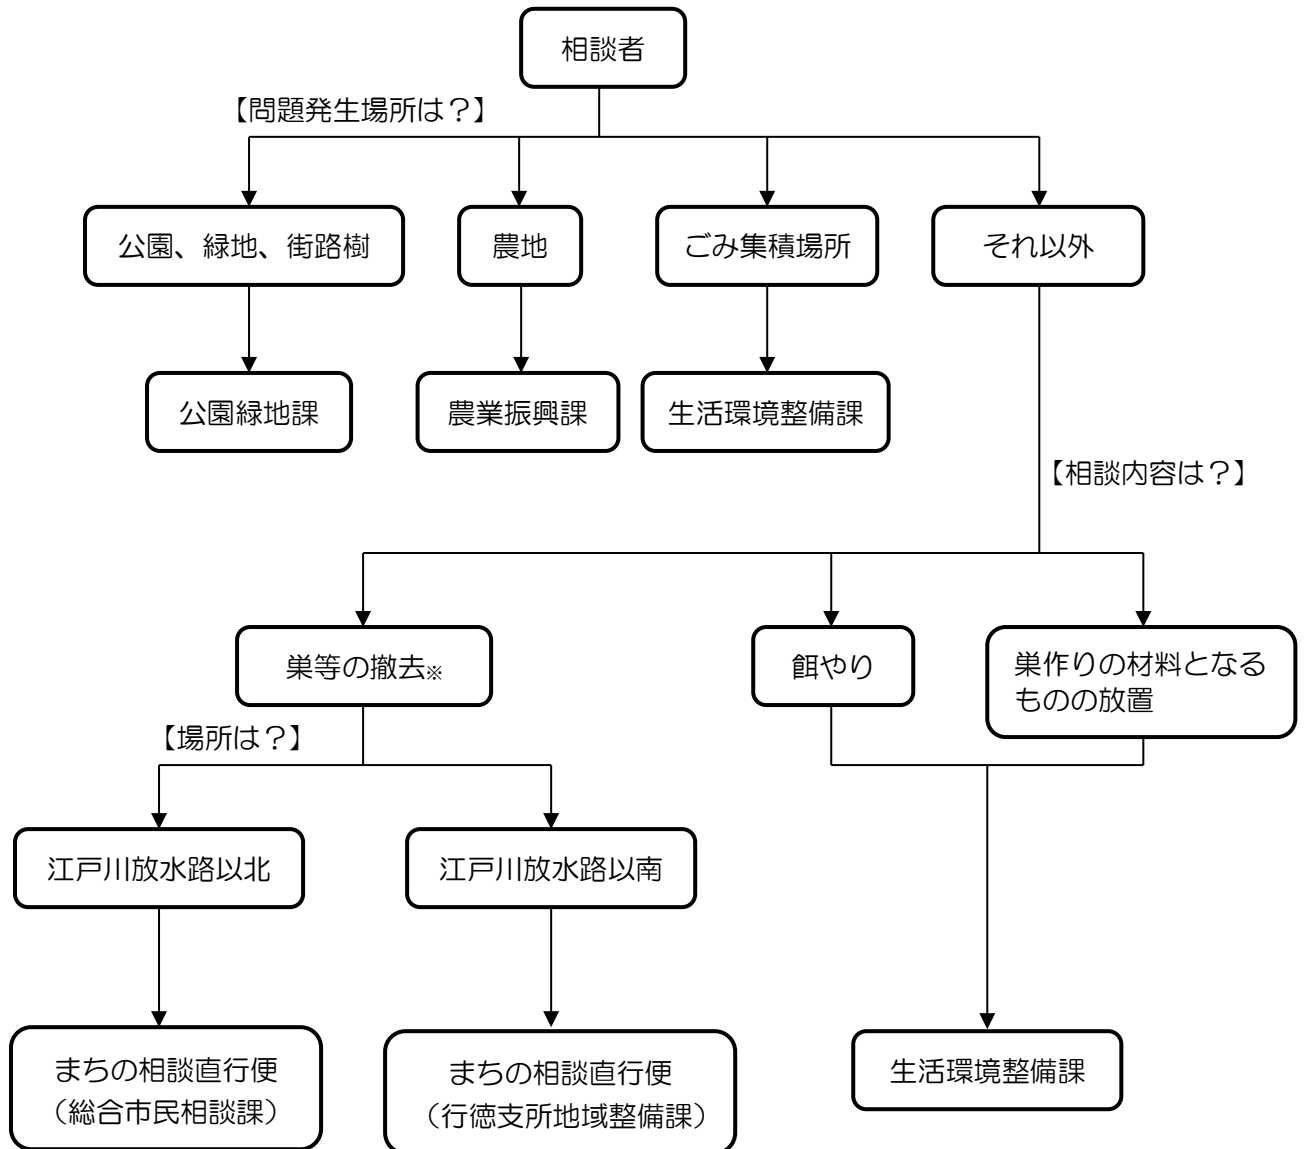 相談者
【問題発生場所は？】
公園、緑地、街路樹
農地
ごみ集積場所
それ以外
公園緑地課
農業振興課
生活環境整備課
【相談内容は？】
巣等の撤去※
餌やり
巣作りの材料となる
ものの放置
【場所は？】
江戸川放水路以北
江戸川放水路以南
まちの相談直行便
（総合市民相談課）
まちの相談直行便
（行徳支所地域整備課）
生活環境整備課